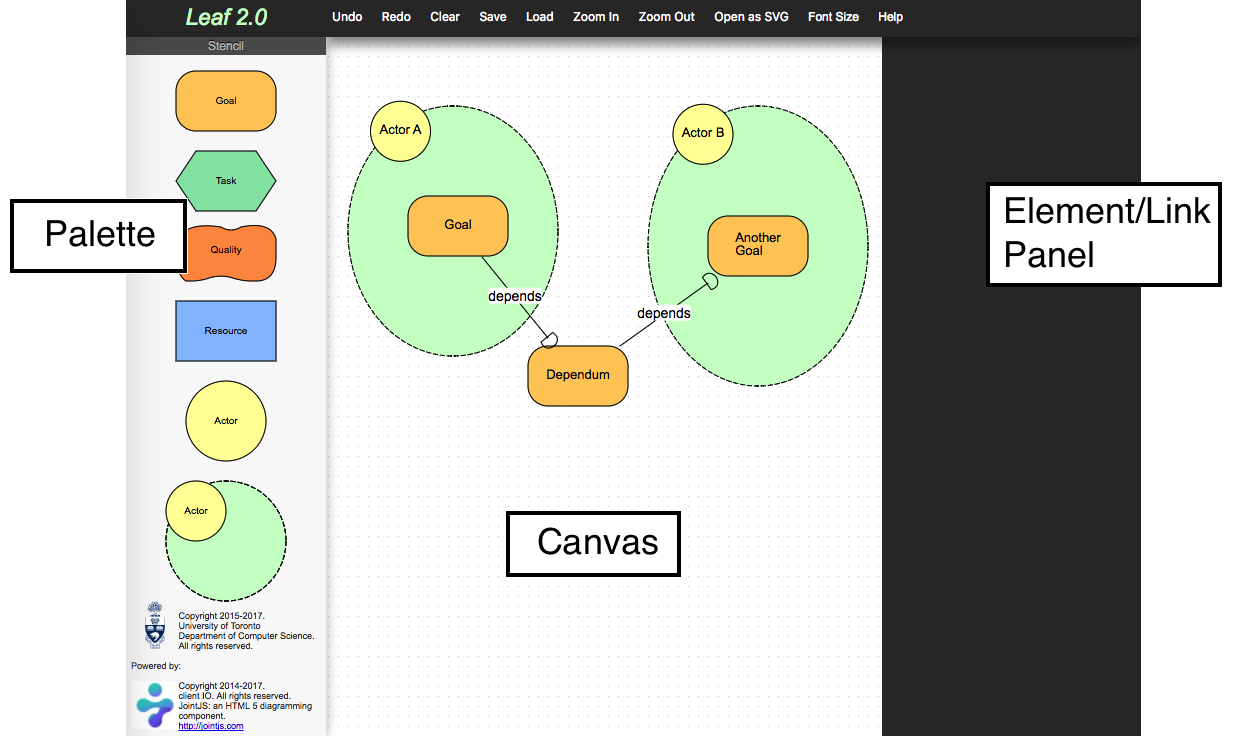 Leaf 2.0
Undo Redo Clear Save Load Zoom In Zoom Out Open as SVG Font Size Help
Stencil
Goal
Task
Quality
Resource
Actor
Actor
Palette
Actor A
Goal
depends
Actor B
Another
Goal
depends
Dependum
Canvas
Element/Link
Panel
Copyright 2015-2017.
University of Toronto
Department of Computer Science.
All rights reserved.
Powered by:
Copyright 2014-2017.
client IO. All rights reserved.
JointJS: an HTML 5 diagramming
component.
http://jointjs.com